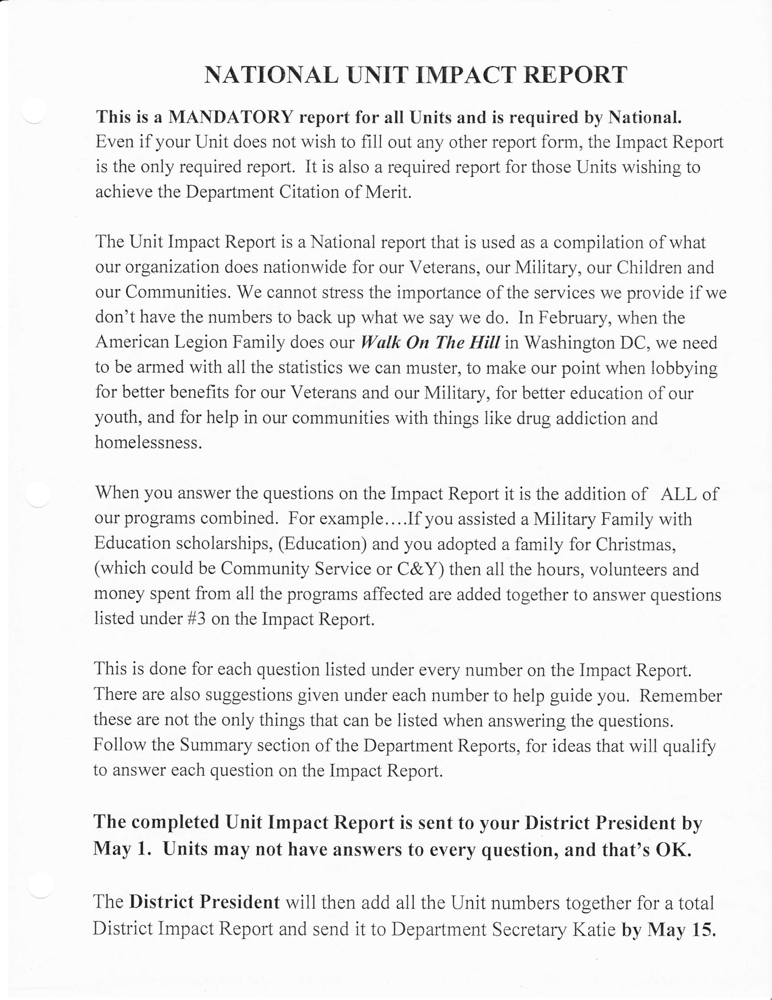 NATIONAL UNIT IMPACT REPORT
This is a MANDATORY report for all Units and is required by National.
Even if your Unit does not wish to fill out any other report form, the Impact Report
is the only required report.  It is also a required report for those Units wishing to
achieve the Department Citation of Merit.
The Unit Impact Report is a National report that is used as a compilation of what
our organization does nationwide for our Veterans, our Military, our Children and
our Communities. We cannot stress the importance of the services we provide if we
don't have the numbers to back up what we say we do.  In February, when the
American Legion Family does our Walk On The Hill in Washington DC, we need
to be armed with all the statistics we can muster, to make our point when lobbying
for better benefits for our Veterans and our Military, for better education of our
youth, and for help in our communities with things like drug addiction and
homelessness.
When you answer the questions on the Impact Report it is the addition of   ALL of
our programs combined.  For example....If you assisted a Military Family with
Education scholarships, (Education) and you adopted a family for Christmas,
(which could be Community Service or C&Y) then all the hours, volunteers and
money spent from all the programs affected are added together to answer questions
listed under #3 on the Impact Report.
This is done for each question listed under every number on the Impact Report.
There are also suggestions given under each number to help guide you.  Remember
these are not the only things that can be listed when answering the questions.
Follow the Summary section of the Department Reports, for ideas that will qualify
to answer each question on the Impact Report.
The completed Unit Impact Report is sent to your District President by
May 1.  Units may not have answers to every question, and that's OK.
The District President will then add all the Unit numbers together for a total
District Impact Report and send it to Department Secretary Katie by May 15.